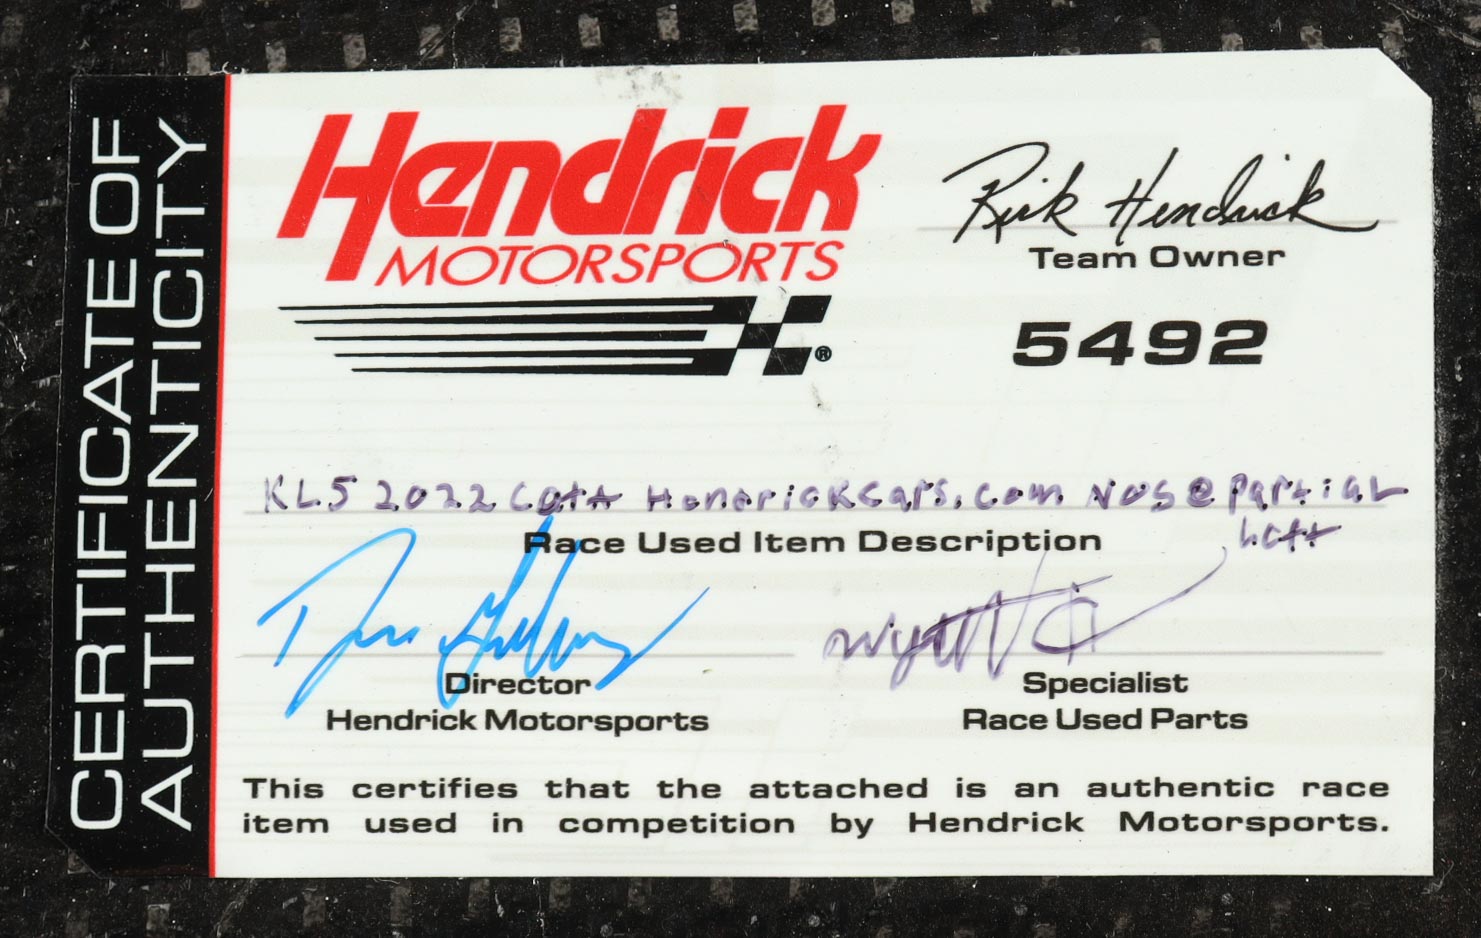 CERTIFICATE OF
AUTHENTICITY
Hendrick
MOTORSPORTS
®
Rick Hendrick
Team Owner
5492
KL5 2022 COTA HendrickCars.com Nose Partial
Left
Race Used Item Description
Director
Hendrick Motorsports
Specialist
Race Used Parts
This certifies that the attached is an authentic race
item used in competition by Hendrick Motorsports.